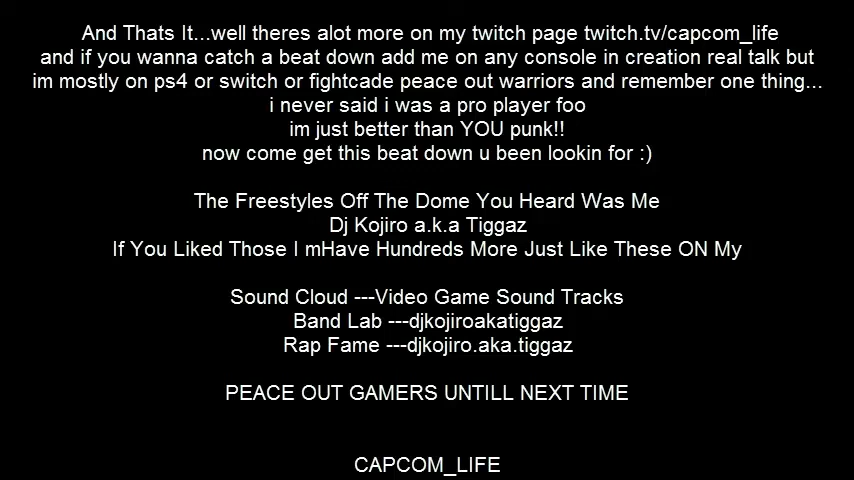 And Thats It...well theres alot more on my twitch page twitch.tv/capcom_life
and if you wanna catch a beat down add me on any console in creation real talk but
im mostly on ps4 or switch or fightcade peace out warriors and remember one thing...
i never said i was a pro player foo
im just better than YOU punk!!
now come get this beat down u been lookin for :)
The Freestyles Off The Dome You Heard Was Me
Dj Kojiro a.k.a Tiggaz
If You Liked Those I mHave Hundreds More Just Like These ON My
Sound Cloud ---Video Game Sound Tracks
Band Lab ---djkojiroakatiggaz
Rap Fame ---djkojiro.aka.tiggaz
PEACE OUT GAMERS UNTILL NEXT TIME
CAPCOM_LIFE